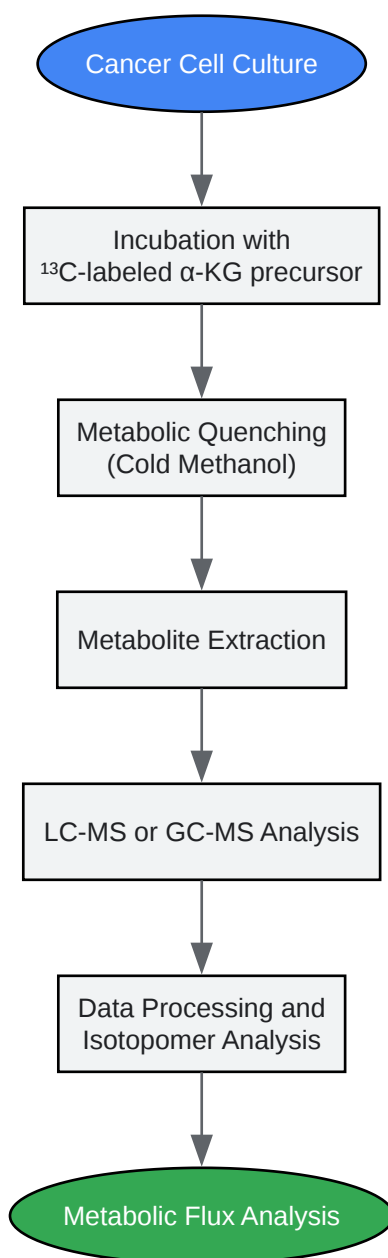 Cancer Cell Culture
Incubation with
¹³C-labeled α-KG precursor
Metabolic Quenching
(Cold Methanol)
Metabolite Extraction
LC-MS or GC-MS Analysis
Data Processing and
Isotopomer Analysis
Metabolic Flux Analysis